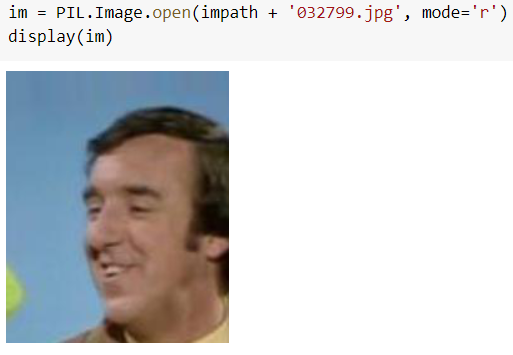 im = PIL.Image.open(impath + '032799.jpg', mode='r')
display(im)